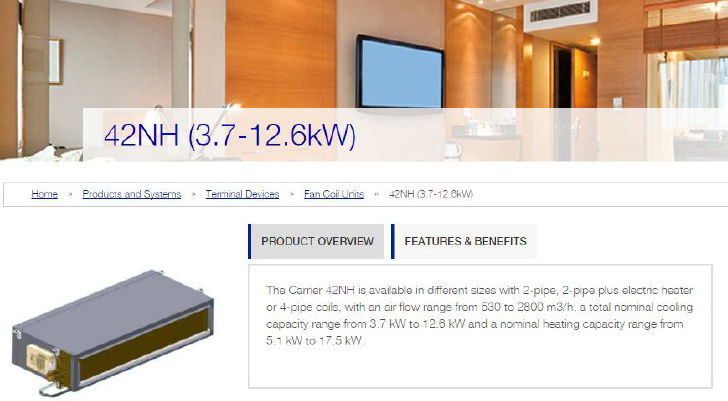 42NH (3.7-12.6kW)
Home » Products and Systems » Terminal Devices » Fan Coil Units » 42NH (3.7-12.6kW)
PRODUCT OVERVIEW FEATURES & BENEFITS
The Carrier 42NH is available in different sizes with 2-pipe, 2-pipe plus electric heater
or 4-pipe coils, with an air flow range from 530 to 2800 m3/h, a total nominal cooling
capacity range from 3.7 kW to 12.6 kW and a nominal heating capacity range from
5.1 kW to 17.5 kW.